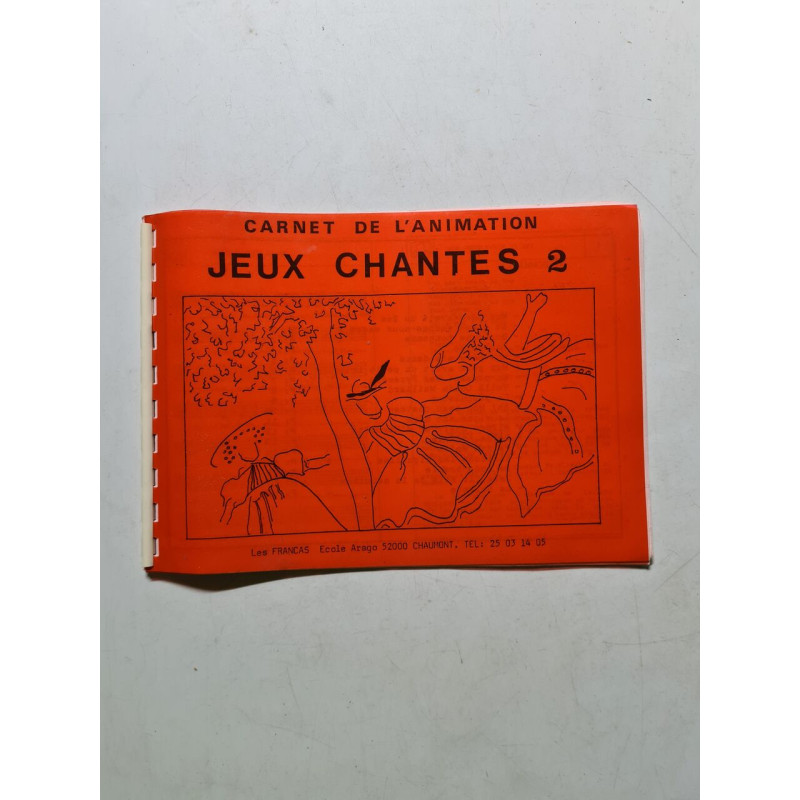 CARNET DE L'ANIMATION
JEUX CHANTES 2
Les FRANCAS Ecole Arago 52000 CHAUMONT. TEL: 25 03 14 05